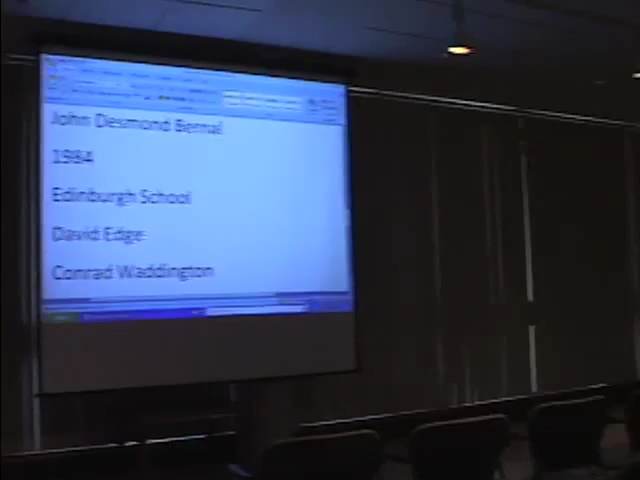 John Desmond Bernal
1984
Edinburgh School
David Edge
Conrad Waddington